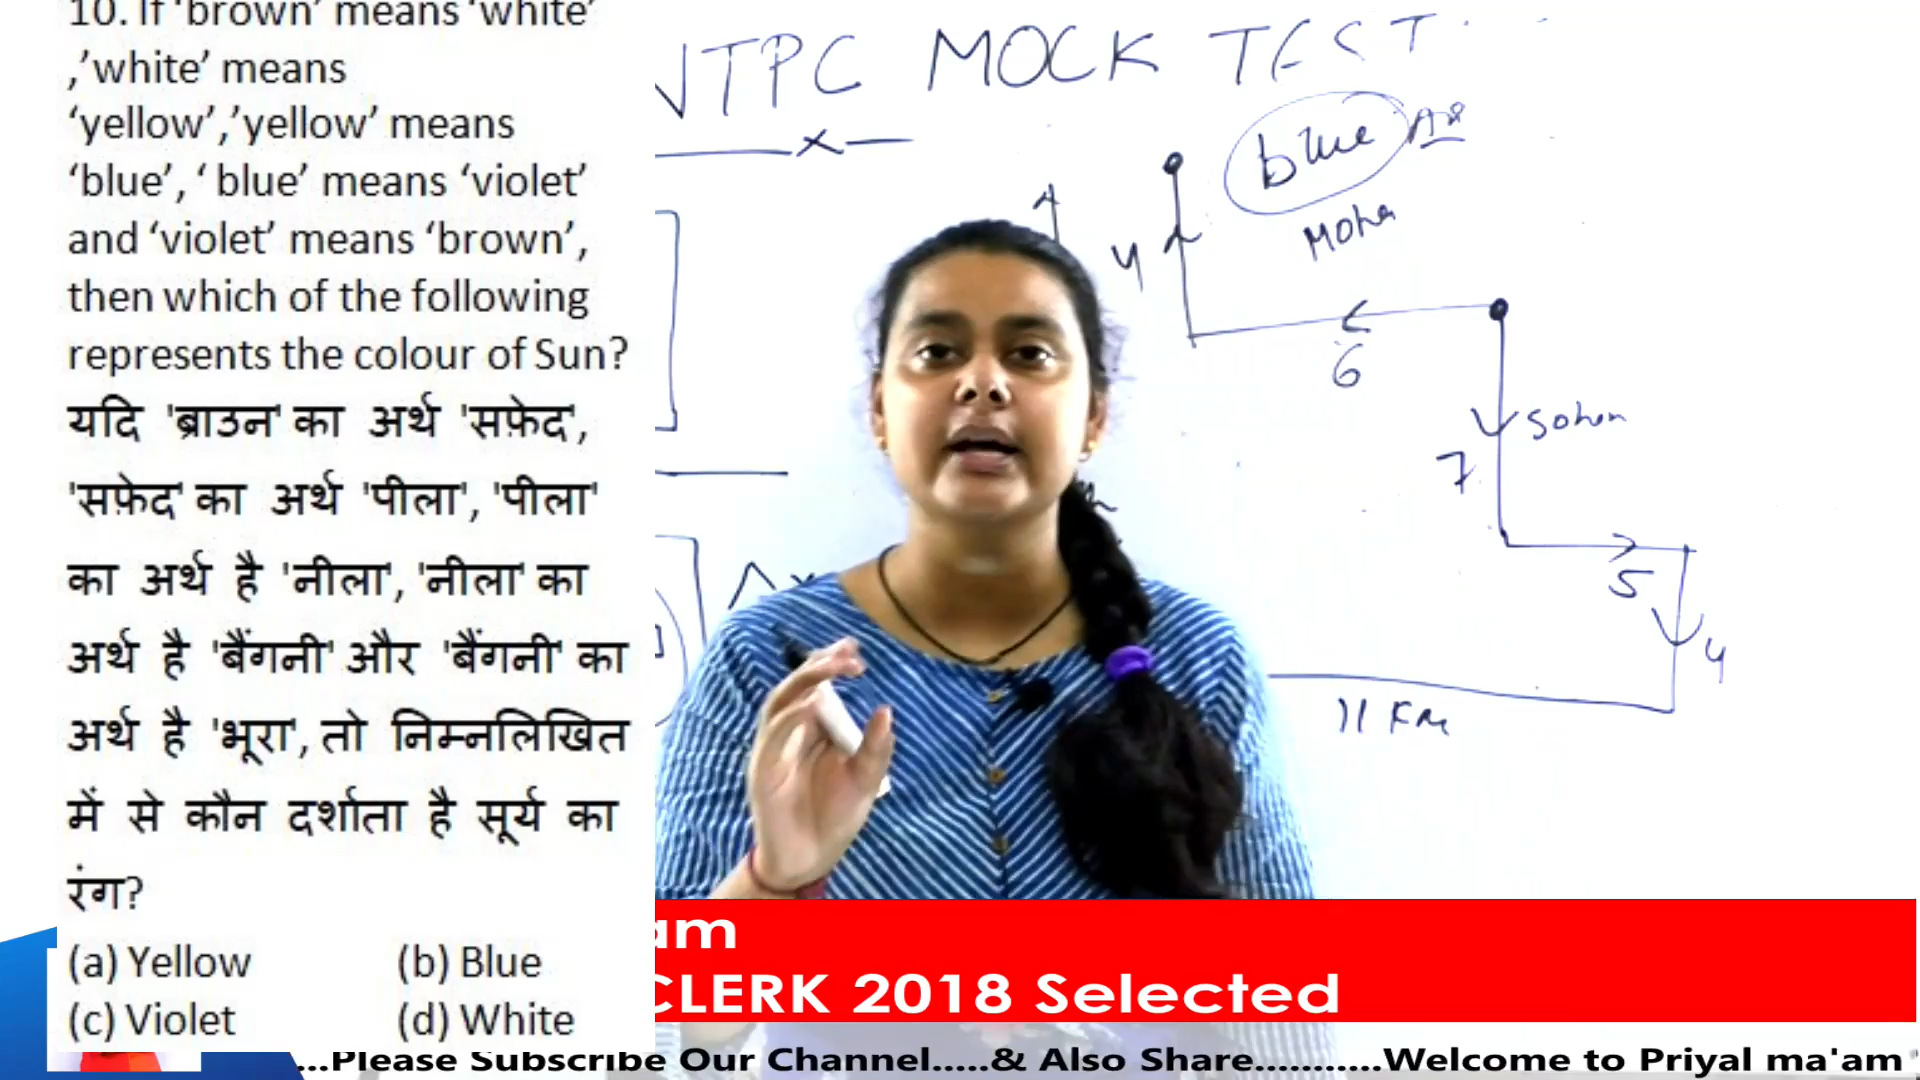 10. If ‘brown’ means ‘white’
,’white’ means
‘yellow’,’yellow’ means
‘blue’, ‘ blue’ means ‘violet’
and ‘violet’ means ‘brown’,
then which of the following
represents the colour of Sun?
यदि 'ब्राउन' का अर्थ 'सफ़ेद',
'सफ़ेद' का अर्थ 'पीला', 'पीला'
का अर्थ है 'नीला', 'नीला' का
अर्थ है 'बैंगनी' और 'बैंगनी' का
अर्थ है 'भूरा', तो निम्नलिखित
में से कौन दर्शाता है सूर्य का
रंग?
(a) Yellow (b) Blue
(c) Violet (d) White
NTPC MOCK TEST
blue
Moha
4
6
Sohan
7
5
4
11 Km
am
CLERK 2018 Selected
...Please Subscribe Our Channel.....& Also Share..........Welcome to Priyal ma'am